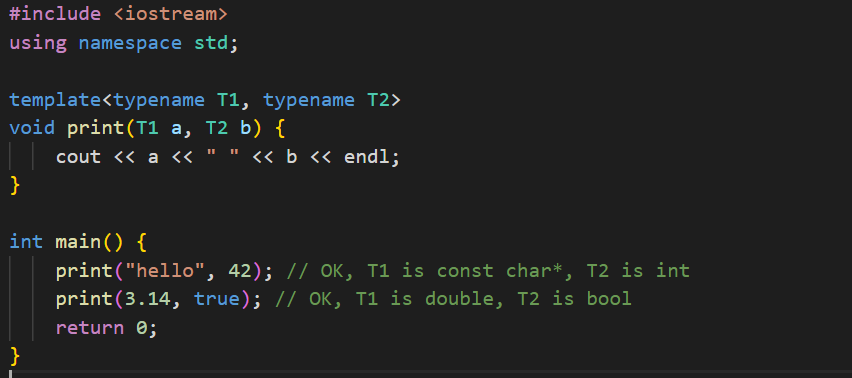 #include <iostream>
using namespace std;
template<typename T1, typename T2>
void print(T1 a, T2 b) {
    cout << a << " " << b << endl;
}
int main() {
    print("hello", 42); // OK, T1 is const char*, T2 is int
    print(3.14, true); // OK, T1 is double, T2 is bool
    return 0;
}